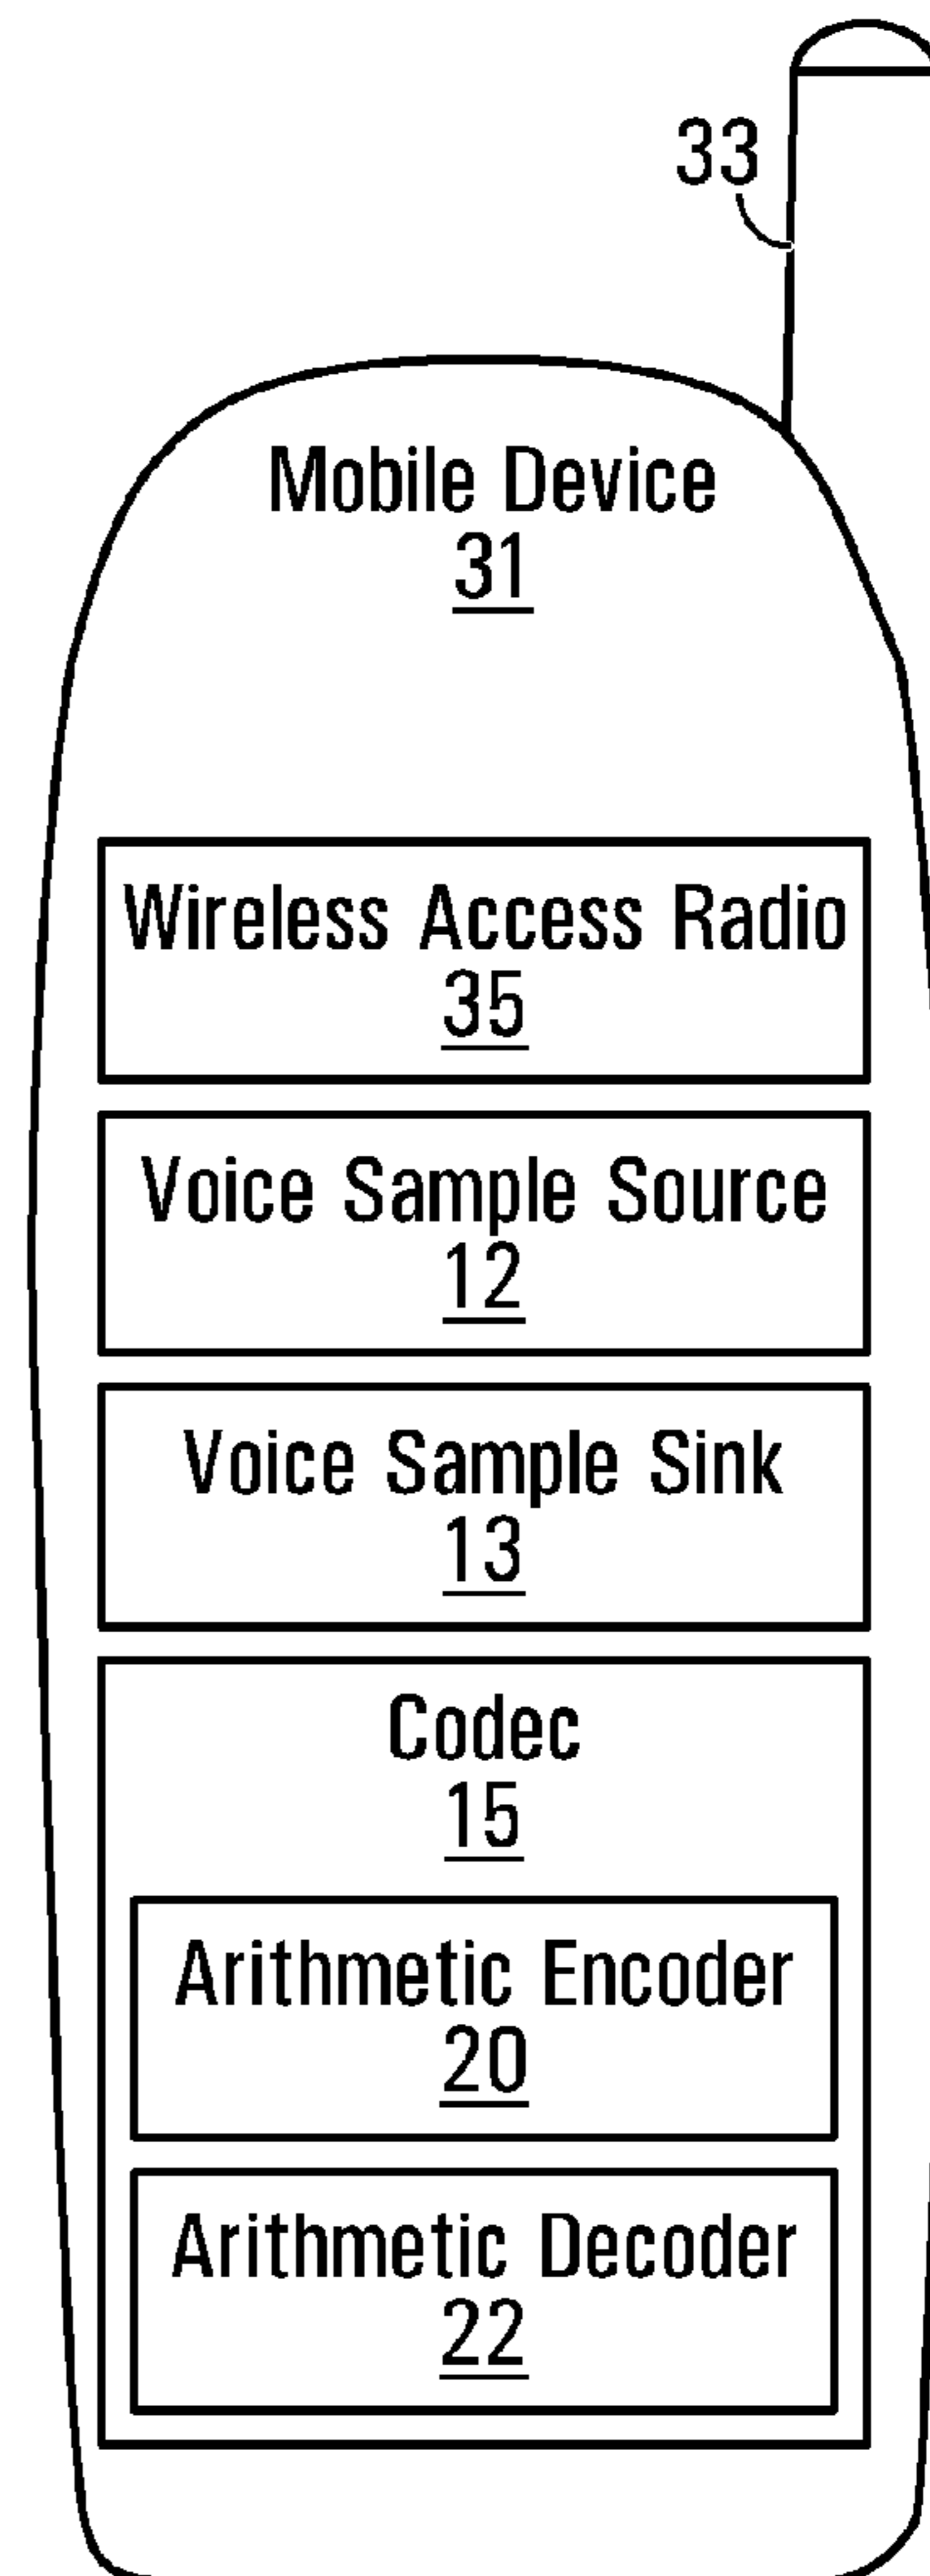 33
Mobile Device
31
Wireless Access Radio
35
Voice Sample Source
12
Voice Sample Sink
13
Codec
15
Arithmetic Encoder
20
Arithmetic Decoder
22